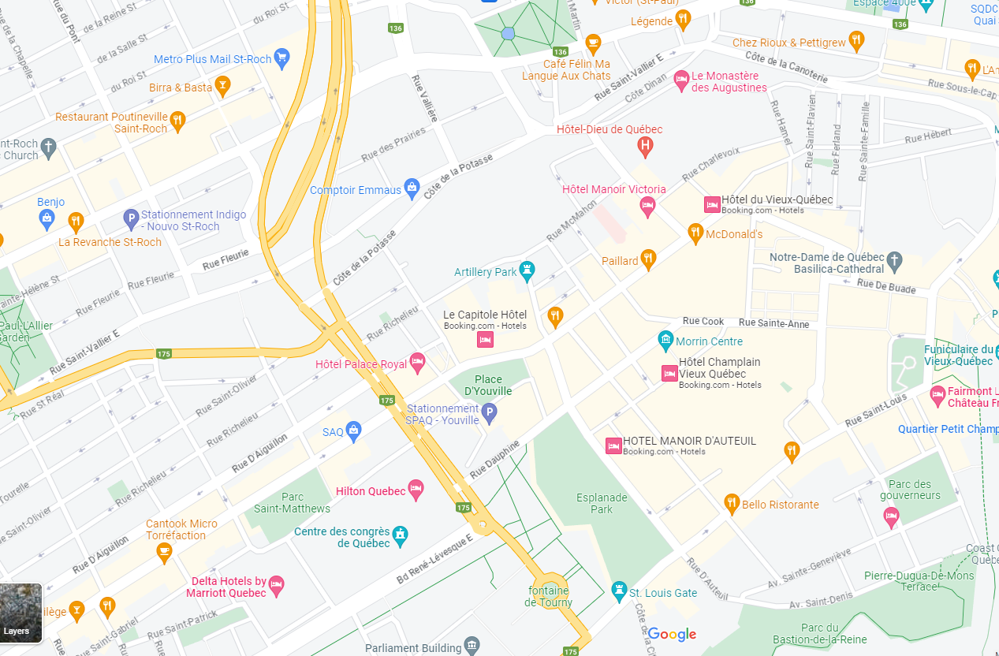 de la Reine St
du Roi St
Victor (St-Paul)
Espace 400e
SQDC
Quai
Rue du Pont
de la Chapelle
136
Martin
Légende
136
de la Salle St
Metro Plus Mail St-Roch
136
Café Félin Ma
Langue Aux Chats
Chez Rioux & Pettigrew
Côte de la Canoterie
L'An
du Roi St
Birra & Basta
Rue Vallière
Rue Saint-Vallier E
Côte Dinan
Le Monastère
des Augustines
Rue Sous-le-Cap
Restaurant Poutineville
Saint-Roch
Hôtel-Dieu de Québec
Rue Hamel
Rue Saint-Flavien
Rue Ferland
Rue Sainte-Famille
Rue Hébert
nt-Roch
Church
Rue des Prairies
Côte de la Potasse
Rue Charlevoix
Comptoir Emmaus
Hôtel Manoir Victoria
Hôtel du Vieux-Québec
Booking.com - Hotels
Benjo
Stationnement Indigo
- Nouvo St-Roch
La Revanche St-Roch
Rue McMahon
McDonald's
Rue Fleurie
Côte de la Potasse
Paillard
Notre-Dame de Québec
Basilica-Cathedral
Artillery Park
Rue Fleurie
Sainte-Hélène St
Rue Fleurie
Rue De Buade
Le Capitole Hôtel
Booking.com - Hotels
Rue Richelieu
Rue Cook
Rue Sainte-Anne
Paul-L'Allier
Garden
Rue Saint-Vallier E
175
Morrin Centre
Funiculaire du
Vieux-Québec
Hôtel Palace Royal
Hôtel Champlain
Vieux Québec
Booking.com - Hotels
Place
D'Youville
Rue St Réal
Rue Saint-Olivier
175
Stationnement
SPAQ - Youville
Rue Saint-Louis
Fairmont L
Château Fr
Rue Richelieu
SAQ
Quartier Petit Champ
Rue D'Aiguillon
Rue Dauphine
HOTEL MANOIR D'AUTEUIL
Booking.com - Hotels
Tourelle
Rue Richelieu
Hilton Quebec
Parc
Saint-Matthews
175
Esplanade
Park
Bello Ristorante
Parc des
gouverneurs
Saint-Olivier
Cantook Micro
Torréfaction
Centre des congrès
de Québec
Rue D'Aiguillon
Bd René-Lévesque E
Coast
Québe
Av. Sainte-Geneviève
Rue D'Auteuil
Pierre-Dugua-De-Mons
Terrace
Delta Hotels by
Marriott Quebec
fontaine
de Tourny
St. Louis Gate
Av. Saint-Denis
ilège
Rue Saint-Patrick
Rue Saint-Gabriel
Côte de la
Parc du
Bastion-de-la-Reine
Layers
Google
Parliament Building
175